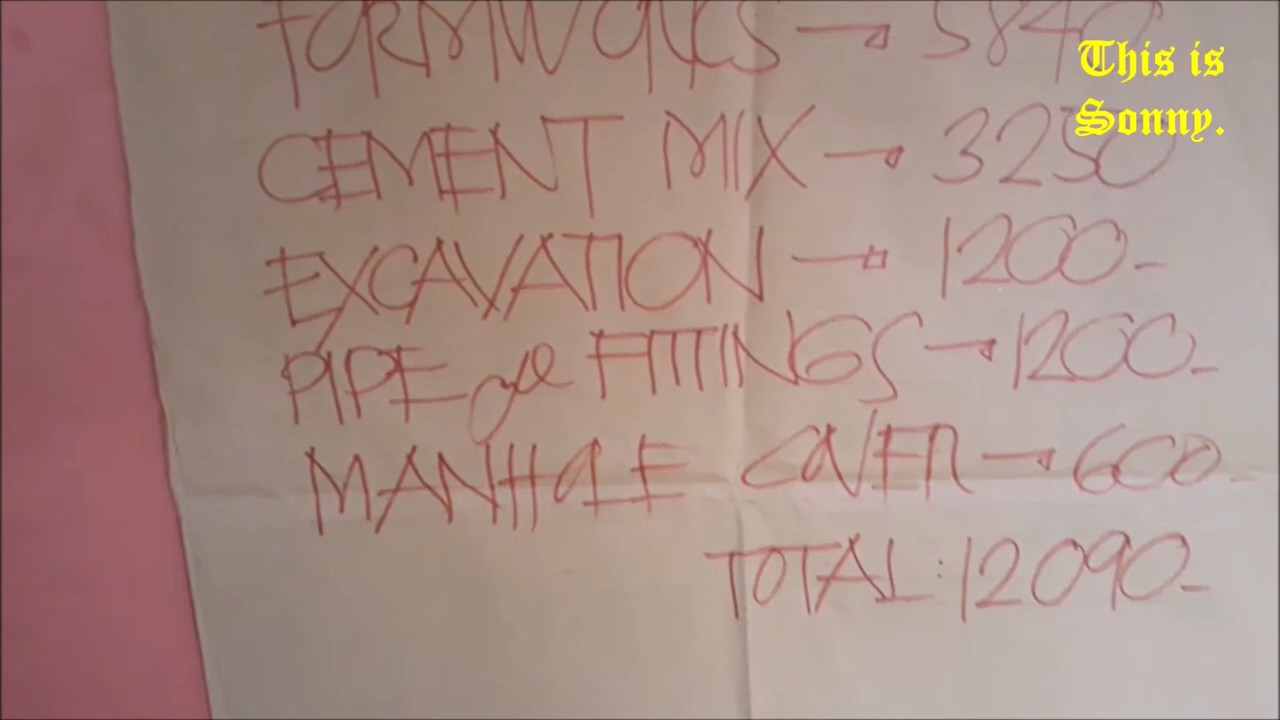 FORMWORKS → 5840
CEMENT MIX → 3250
EXCAVATION → 1200-
PIPE & FITTINGS → 1200-
MANHOLE COVER → 600-
TOTAL: 12090-
This is
Sonny.